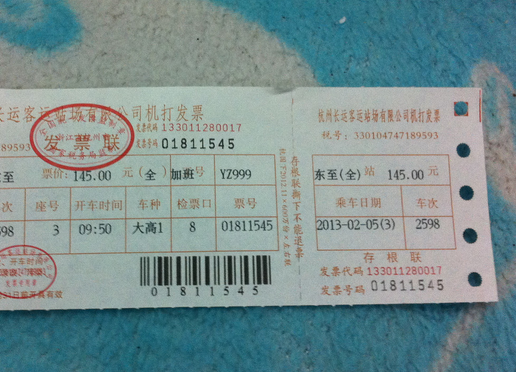 长运客运站场有限公司机打发票
发票代码 133011280017
发票联
发票号码 01811545
票价: 145.00 元(全) 加班号 YZ999
座号 开车时间 车种 检票口 票号
598 3 09:50 大高1 8 01811545
01811545
存根联撕下不能退票
杭州长运客运站场有限公司机打发票
税号: 330104747189593
东至(全)站 145.00 元
乘车日期 车次
2013-02-05(3) 2598
存根联
发票代码 133011280017
发票号码 01811545